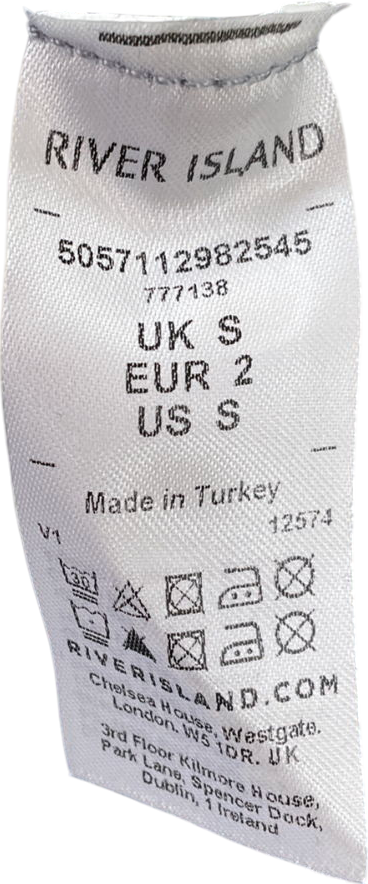 RIVER ISLAND
5057112982545
777138
UK S
EUR 2
US S
Made in Turkey
V1 12574
30
RIVERISLAND.COM
Chelsea House, Westgate.
London. W5 1DR. UK
3rd Floor Kilmore House,
Park Lane, Spencer Dock,
Dublin, 1 Ireland